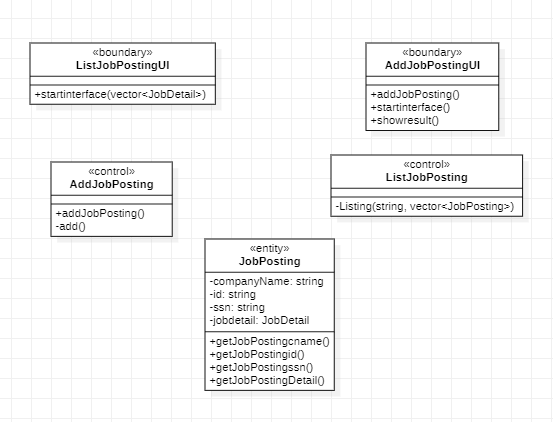 «boundary»
ListJobPostingUI
+startinterface(vector<JobDetail>)
«boundary»
AddJobPostingUI
+addJobPosting()
+startinterface()
+showresult()
«control»
AddJobPosting
+addJobPosting()
-add()
«control»
ListJobPosting
-Listing(string, vector<JobPosting>)
«entity»
JobPosting
-companyName: string
-id: string
-ssn: string
-jobdetail: JobDetail
+getJobPostingcname()
+getJobPostingid()
+getJobPostingssn()
+getJobPostingDetail()